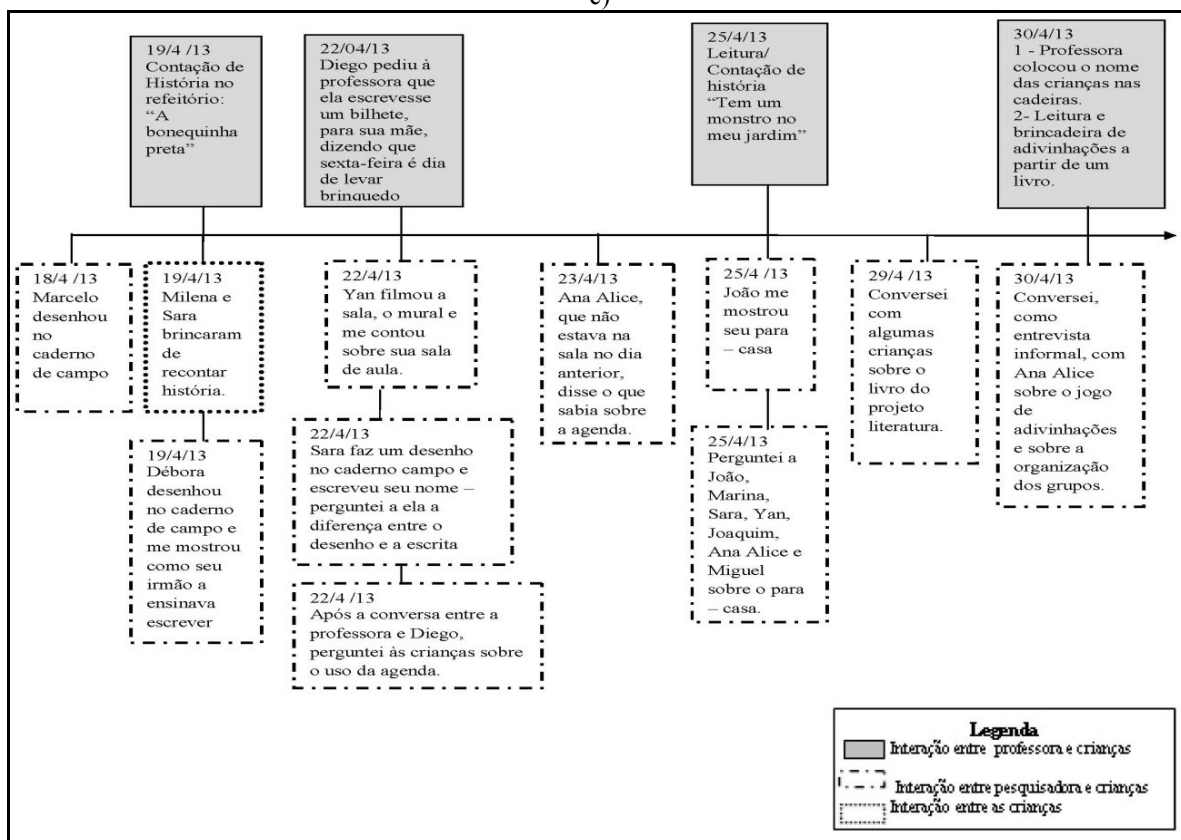 c)
19/4 /13
Contação de
História no
refeitório:
“A
bonequinha
preta”
22/04/13
Diego pediu à
professora que
ela escrevesse
um bilhete,
para sua mãe,
dizendo que
sexta-feira é dia
de levar
brinquedo
25/4/13
Leitura/
Contação de
história
“Tem um
monstro no
meu jardim”
30/4/13
1 - Professora
colocou o nome
das crianças nas
cadeiras.
2- Leitura e
brincadeira de
adivinhações a
partir de um
livro.
18/4 /13
Marcelo
desenhou
no
caderno
de campo
19/4/13
Milena e
Sara
brincaram
de
recontar
história.
19/4/13
Débora
desenhou
no caderno
de campo e
me mostrou
como seu
irmão a
ensinava
escrever
22/4/13
Yan filmou a
sala, o mural e
me contou
sobre sua sala
de aula.
22/4/13
Sara faz um desenho
no caderno campo e
escreveu seu nome –
perguntei a ela a
diferença entre o
desenho e a escrita
22/4 /13
Após a conversa entre a
professora e Diego,
perguntei às crianças sobre
o uso da agenda.
23/4/13
Ana Alice,
que não
estava na
sala no dia
anterior,
disse o que
sabia sobre
a agenda.
25/4 /13
João me
mostrou
seu para
– casa
25/4/13
Perguntei a
João,
Marina,
Sara, Yan,
Joaquim,
Ana Alice e
Miguel
sobre o para
– casa.
29/4 /13
Conversei
com
algumas
crianças
sobre o
livro do
projeto
literatura.
30/4/13
Conversei,
como
entrevista
informal, com
Ana Alice
sobre o jogo
de
adivinhações
e sobre a
organização
dos grupos.
Legenda
Interação entre professora e crianças
Interação entre pesquisadora e crianças
Interação entre as crianças